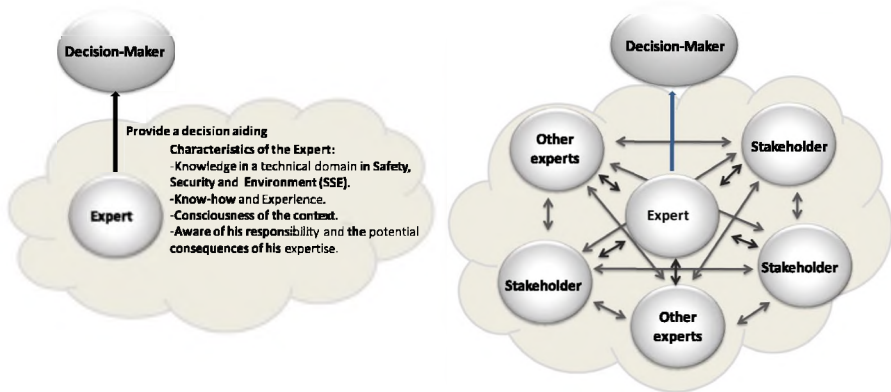 Decision-Maker
Provide a decision aiding
Characteristics of the Expert:
-Knowledge in a technical domain in Safety,
Security and Environment (SSE).
-Know-how and Experience.
-Consciousness of the context.
-Aware of his responsibility and the potential
consequences of his expertise.
Expert
Decision-Maker
Other
experts
Stakeholder
Expert
Stakeholder
Stakeholder
Other
experts